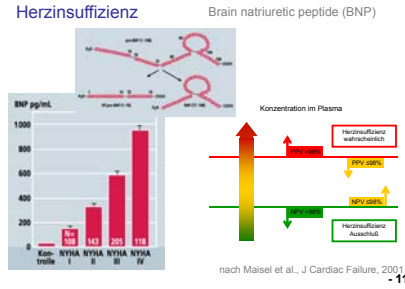 Herzinsuffizienz
Brain natriuretic peptide (BNP)
BNP pg/mL
1000
800
600
400
200
0
N=
108
143
205
118
Kon-
trolle
NYHA
I
NYHA
II
NYHA
III
NYHA
IV
Konzentration im Plasma
Herzinsuffizienz
wahrscheinlich
PPV >98%
PPV ≤98%
NPV ≤98%
NPV >98%
Herzinsuffizienz
Ausschluß
nach Maisel et al., J Cardiac Failure, 2001
- 11